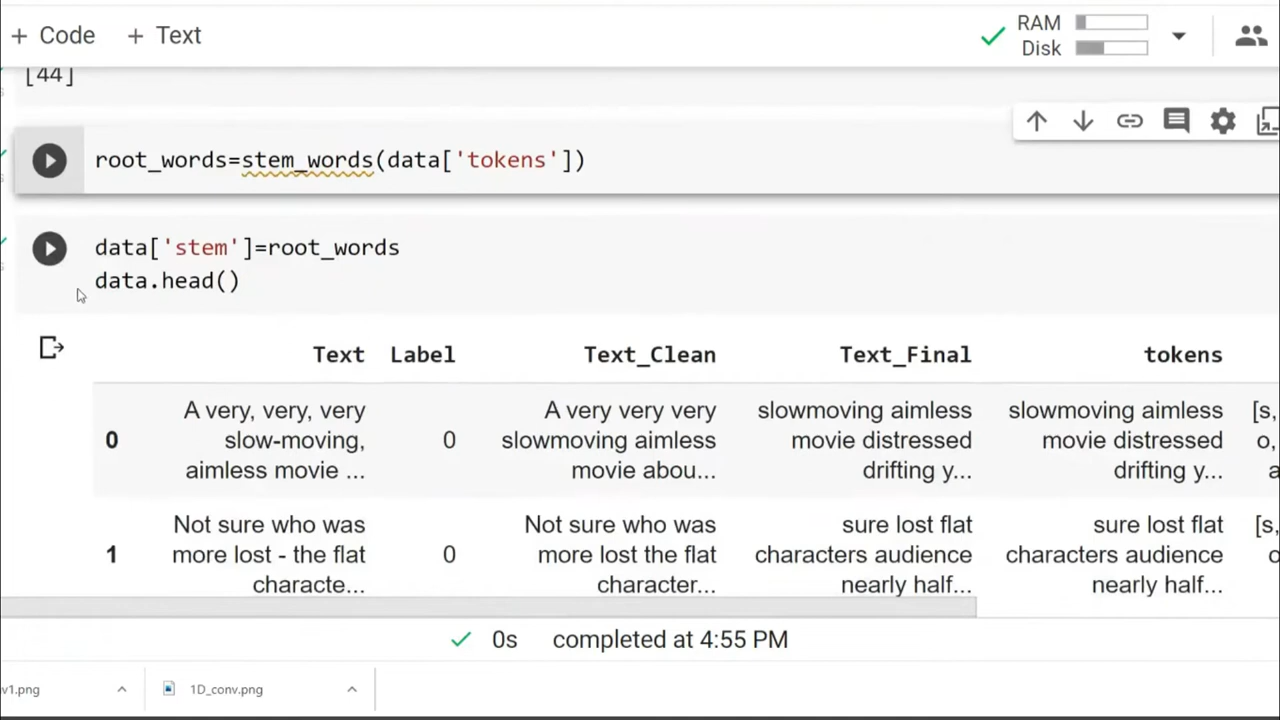 + Code + Text
RAM
Disk
[44]
root_words=stem_words(data['tokens'])
data['stem']=root_words
data.head()
Text Label Text_Clean Text_Final tokens
A very, very, very A very very very slowmoving aimless slowmoving aimless [s,
0 slow-moving, 0 slowmoving aimless movie distressed movie distressed o,
aimless movie ... movie abou... drifting y... drifting y... a
Not sure who was Not sure who was sure lost flat sure lost flat [s,
1 more lost - the flat 0 more lost the flat characters audience characters audience
characte... character... nearly half... nearly half...
0s completed at 4:55 PM
v1.png 1D_conv.png